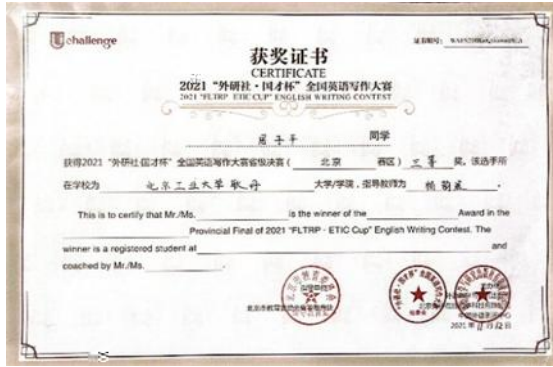 challenge
获奖证书
CERTIFICATE
2021 “外研社·国才杯” 全国英语写作大赛
2021 “FLTRP · ETIC CUP” ENGLISH WRITING CONTEST
同学
获得2021 “外研社·国才杯” 全国英语写作大赛省级决赛( 北京 赛区) 三等 奖。该选手所
在学校为 北京工业大学耿丹 大学/学院,指导教师为
This is to certify that Mr./Ms. is the winner of the Award in the
Provincial Final of 2021 “FLTRP · ETIC Cup” English Writing Contest. The
winner is a registered student at and
coached by Mr./Ms. .
2021 年 月 12 日